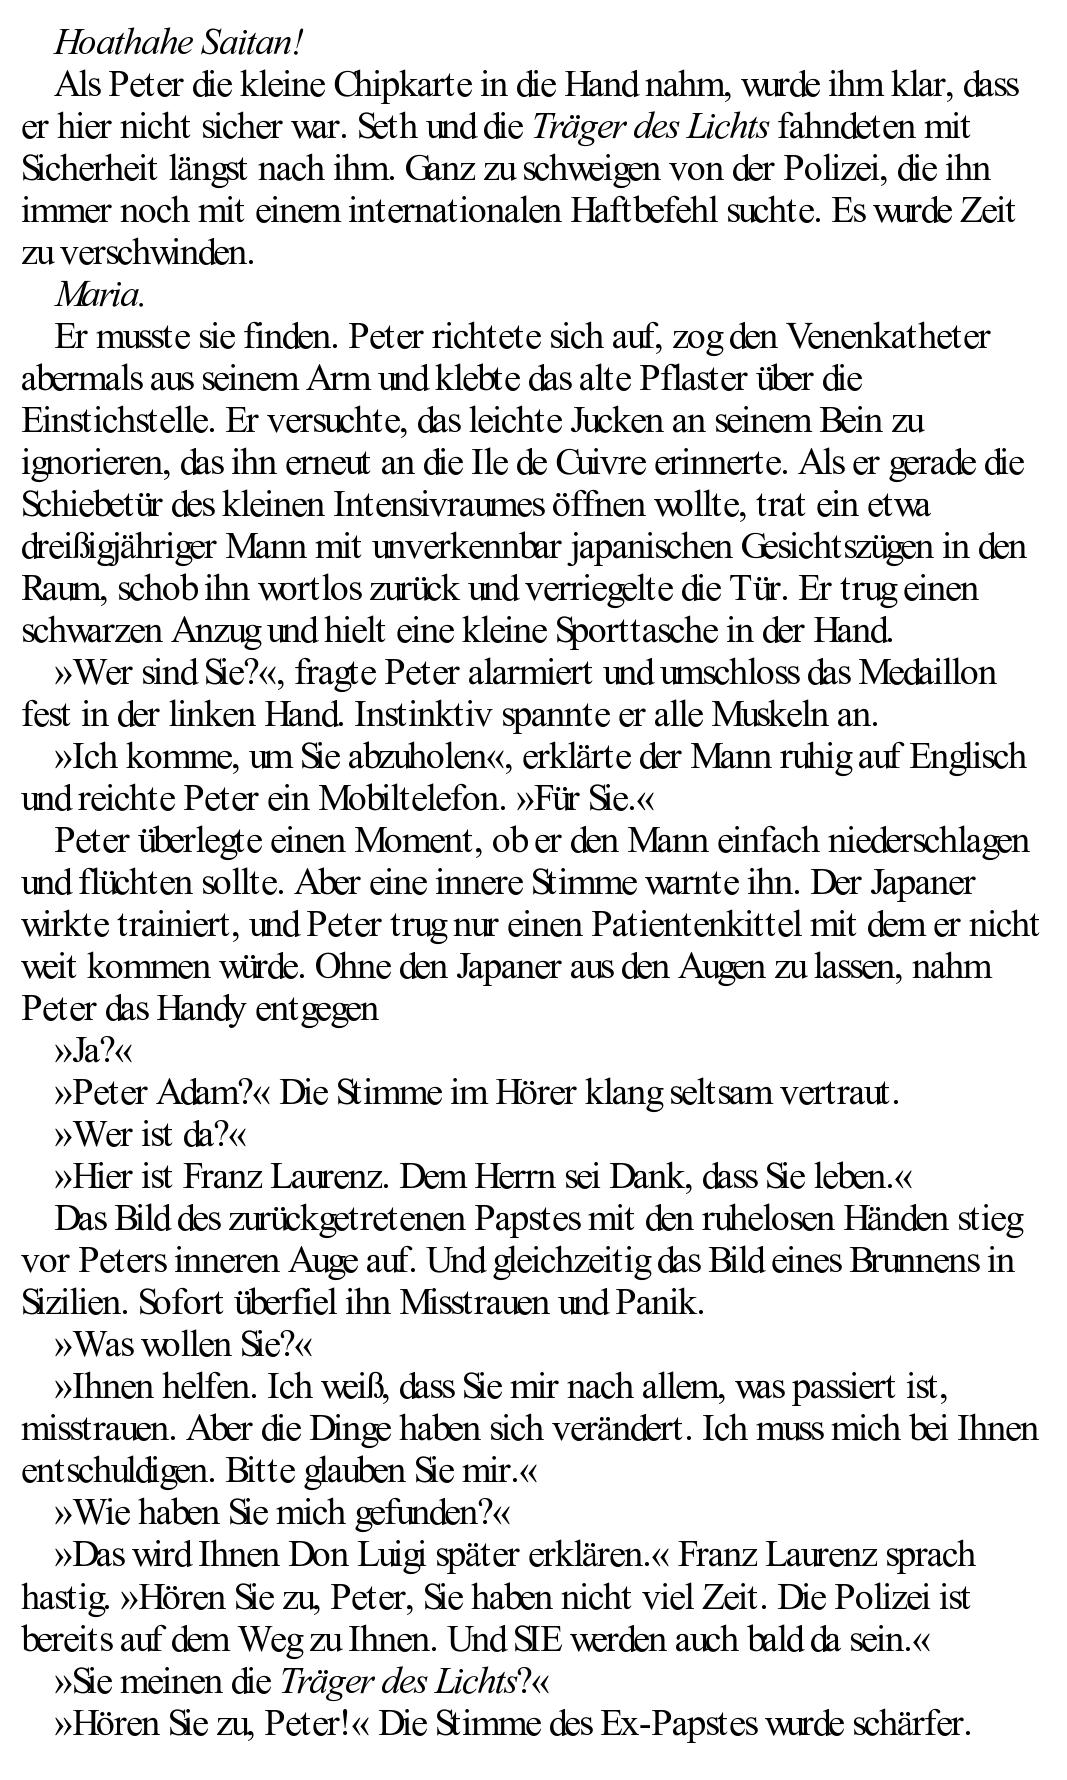 Hoathahe Saitan!
Als Peter die kleine Chipkarte in die Hand nahm, wurde ihm klar, dass
er hier nicht sicher war. Seth und die Träger des Lichts fahndeten mit
Sicherheit längst nach ihm. Ganz zu schweigen von der Polizei, die ihn
immer noch mit einem internationalen Haftbefehl suchte. Es wurde Zeit
zu verschwinden.
Maria.
Er musste sie finden. Peter richtete sich auf, zog den Venenkatheter
abermals aus seinem Arm und klebte das alte Pflaster über die
Einstichstelle. Er versuchte, das leichte Jucken an seinem Bein zu
ignorieren, das ihn erneut an die Ile de Cuivre erinnerte. Als er gerade die
Schiebetür des kleinen Intensivraumes öffnen wollte, trat ein etwa
dreißigjähriger Mann mit unverkennbar japanischen Gesichtszügen in den
Raum, schob ihn wortlos zurück und verriegelte die Tür. Er trug einen
schwarzen Anzug und hielt eine kleine Sporttasche in der Hand.
»Wer sind Sie?«, fragte Peter alarmiert und umschloss das Medaillon
fest in der linken Hand. Instinktiv spannte er alle Muskeln an.
»Ich komme, um Sie abzuholen«, erklärte der Mann ruhig auf Englisch
und reichte Peter ein Mobiltelefon. »Für Sie.«
Peter überlegte einen Moment, ob er den Mann einfach niederschlagen
und flüchten sollte. Aber eine innere Stimme warnte ihn. Der Japaner
wirkte trainiert, und Peter trug nur einen Patientenkittel mit dem er nicht
weit kommen würde. Ohne den Japaner aus den Augen zu lassen, nahm
Peter das Handy entgegen
»Ja?«
»Peter Adam?« Die Stimme im Hörer klang seltsam vertraut.
»Wer ist da?«
»Hier ist Franz Laurenz. Dem Herrn sei Dank, dass Sie leben.«
Das Bild des zurückgetretenen Papstes mit den ruhelosen Händen stieg
vor Peters inneren Auge auf. Und gleichzeitig das Bild eines Brunnens in
Sizilien. Sofort überfiel ihn Misstrauen und Panik.
»Was wollen Sie?«
»Ihnen helfen. Ich weiß, dass Sie mir nach allem, was passiert ist,
misstrauen. Aber die Dinge haben sich verändert. Ich muss mich bei Ihnen
entschuldigen. Bitte glauben Sie mir.«
»Wie haben Sie mich gefunden?«
»Das wird Ihnen Don Luigi später erklären.« Franz Laurenz sprach
hastig. »Hören Sie zu, Peter, Sie haben nicht viel Zeit. Die Polizei ist
bereits auf dem Weg zu Ihnen. Und SIE werden auch bald da sein.«
»Sie meinen die Träger des Lichts?«
»Hören Sie zu, Peter!« Die Stimme des Ex-Papstes wurde schärfer.